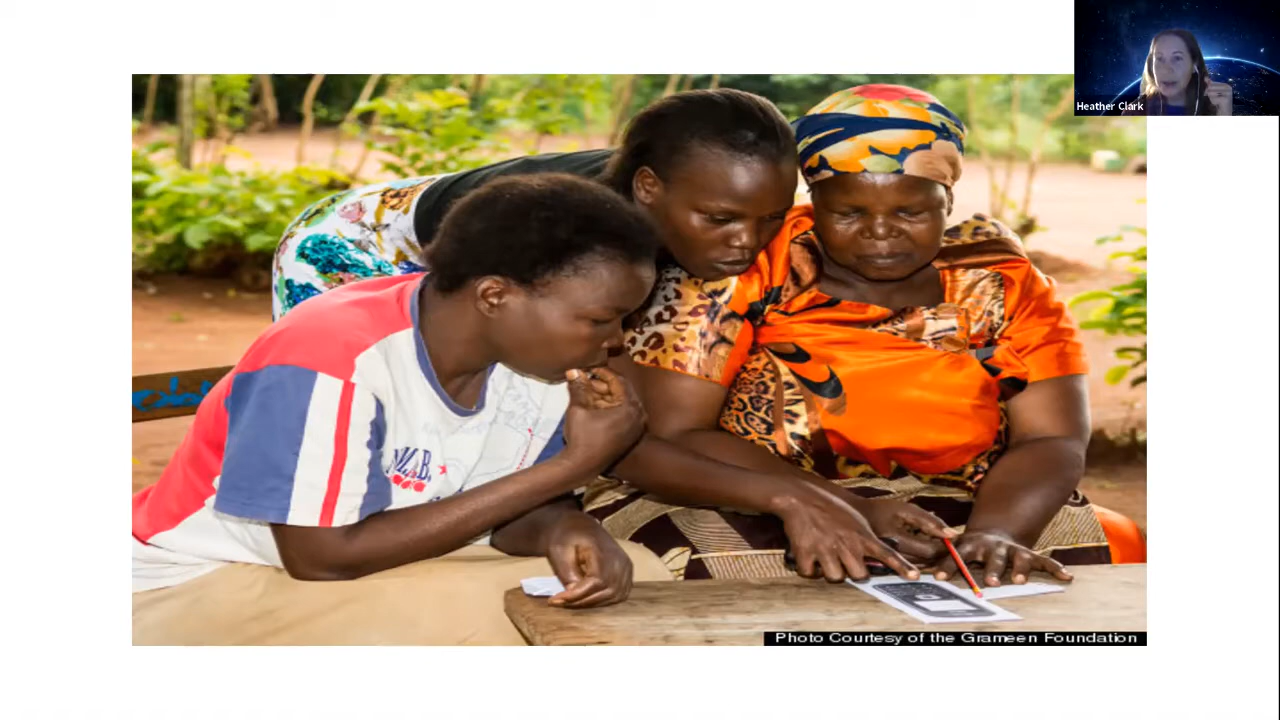 Heather Clark
M.A.B.
Photo Courtesy of the Grameen Foundation